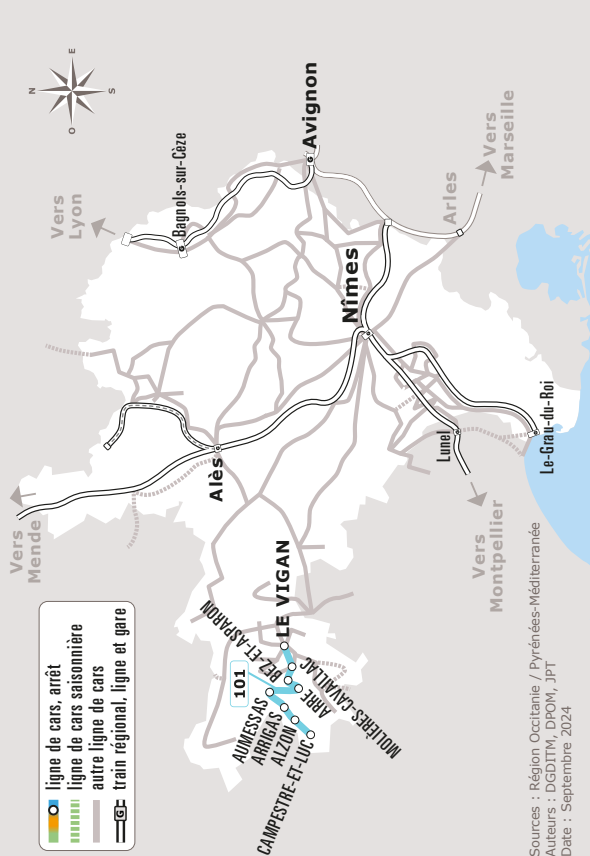 N
E
S
O
Vers
Lyon
Bagnols-sur-Cèze
Avignon
Vers
Marseille
Arles
Nîmes
Vers
Mende
Alès
Lunel
Le-Grau-du-Roi
Vers
Montpellier
LE VIGAN
BEZ-ET-ASPARON
101
AUMESSAS
ARRIGAS
ALZON
CAMPESTRE-ET-LUC
ARRE
MOLIÈRES-CAVAILLAC
ligne de cars, arrêt
ligne de cars saisonnière
autre ligne de cars
G
train régional, ligne et gare
G
G
Sources : Région Occitanie / Pyrénées-Méditerranée
Auteurs : DGDITM, DPOM, JPT
Date : Septembre 2024